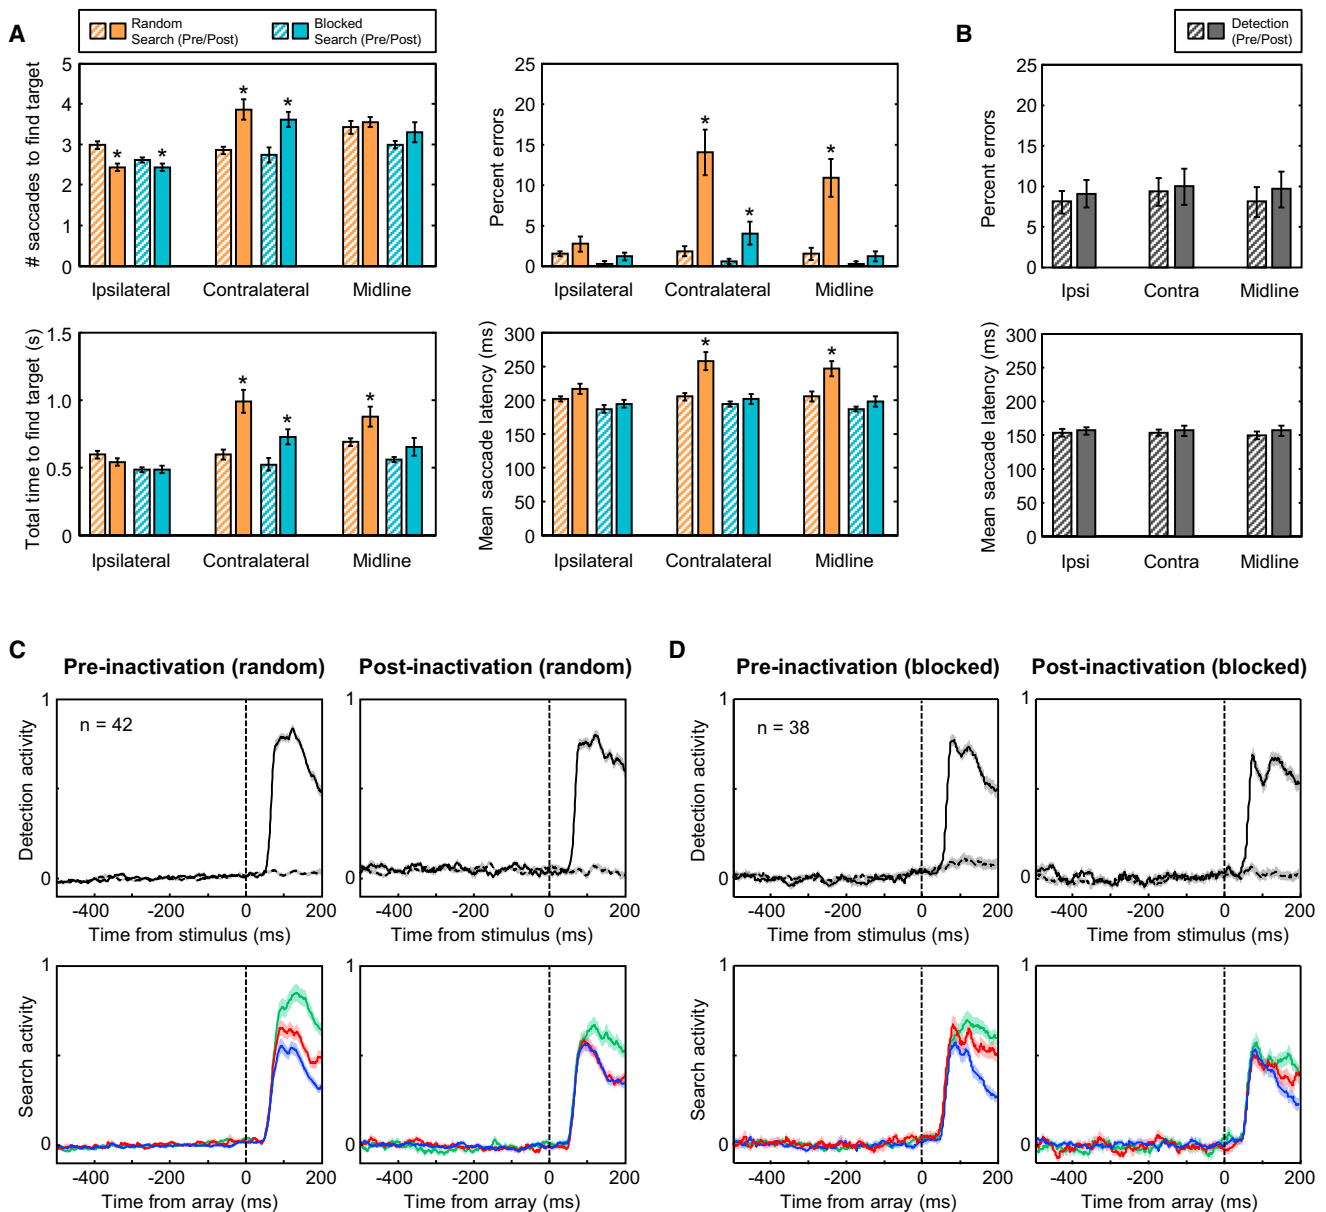 A
Random
Search (Pre/Post)
Blocked
Search (Pre/Post)
# saccades to find target
5
4
3
2
1
0
* * * *
Ipsilateral Contralateral Midline
Percent errors
25
20
15
10
5
0
* * *
Ipsilateral Contralateral Midline
Total time to find target (s)
1.5
1.0
0.5
0
* * *
Ipsilateral Contralateral Midline
Mean saccade latency (ms)
300
250
200
150
100
50
0
* *
Ipsilateral Contralateral Midline
B
Detection
(Pre/Post)
Percent errors
25
20
15
10
5
0
Ipsi Contra Midline
Mean saccade latency (ms)
300
250
200
150
100
50
0
Ipsi Contra Midline
C
Pre-inactivation (random)
Post-inactivation (random)
Detection activity
1
0
n = 42
-400 -200 0 200
Time from stimulus (ms)
-400 -200 0 200
Time from stimulus (ms)
Search activity
1
0
-400 -200 0 200
Time from array (ms)
-400 -200 0 200
Time from array (ms)
D
Pre-inactivation (blocked)
Post-inactivation (blocked)
Detection activity
1
0
n = 38
-400 -200 0 200
Time from stimulus (ms)
1
0
-400 -200 0 200
Time from stimulus (ms)
Search activity
1
0
-400 -200 0 200
Time from array (ms)
1
0
-400 -200 0 200
Time from array (ms)